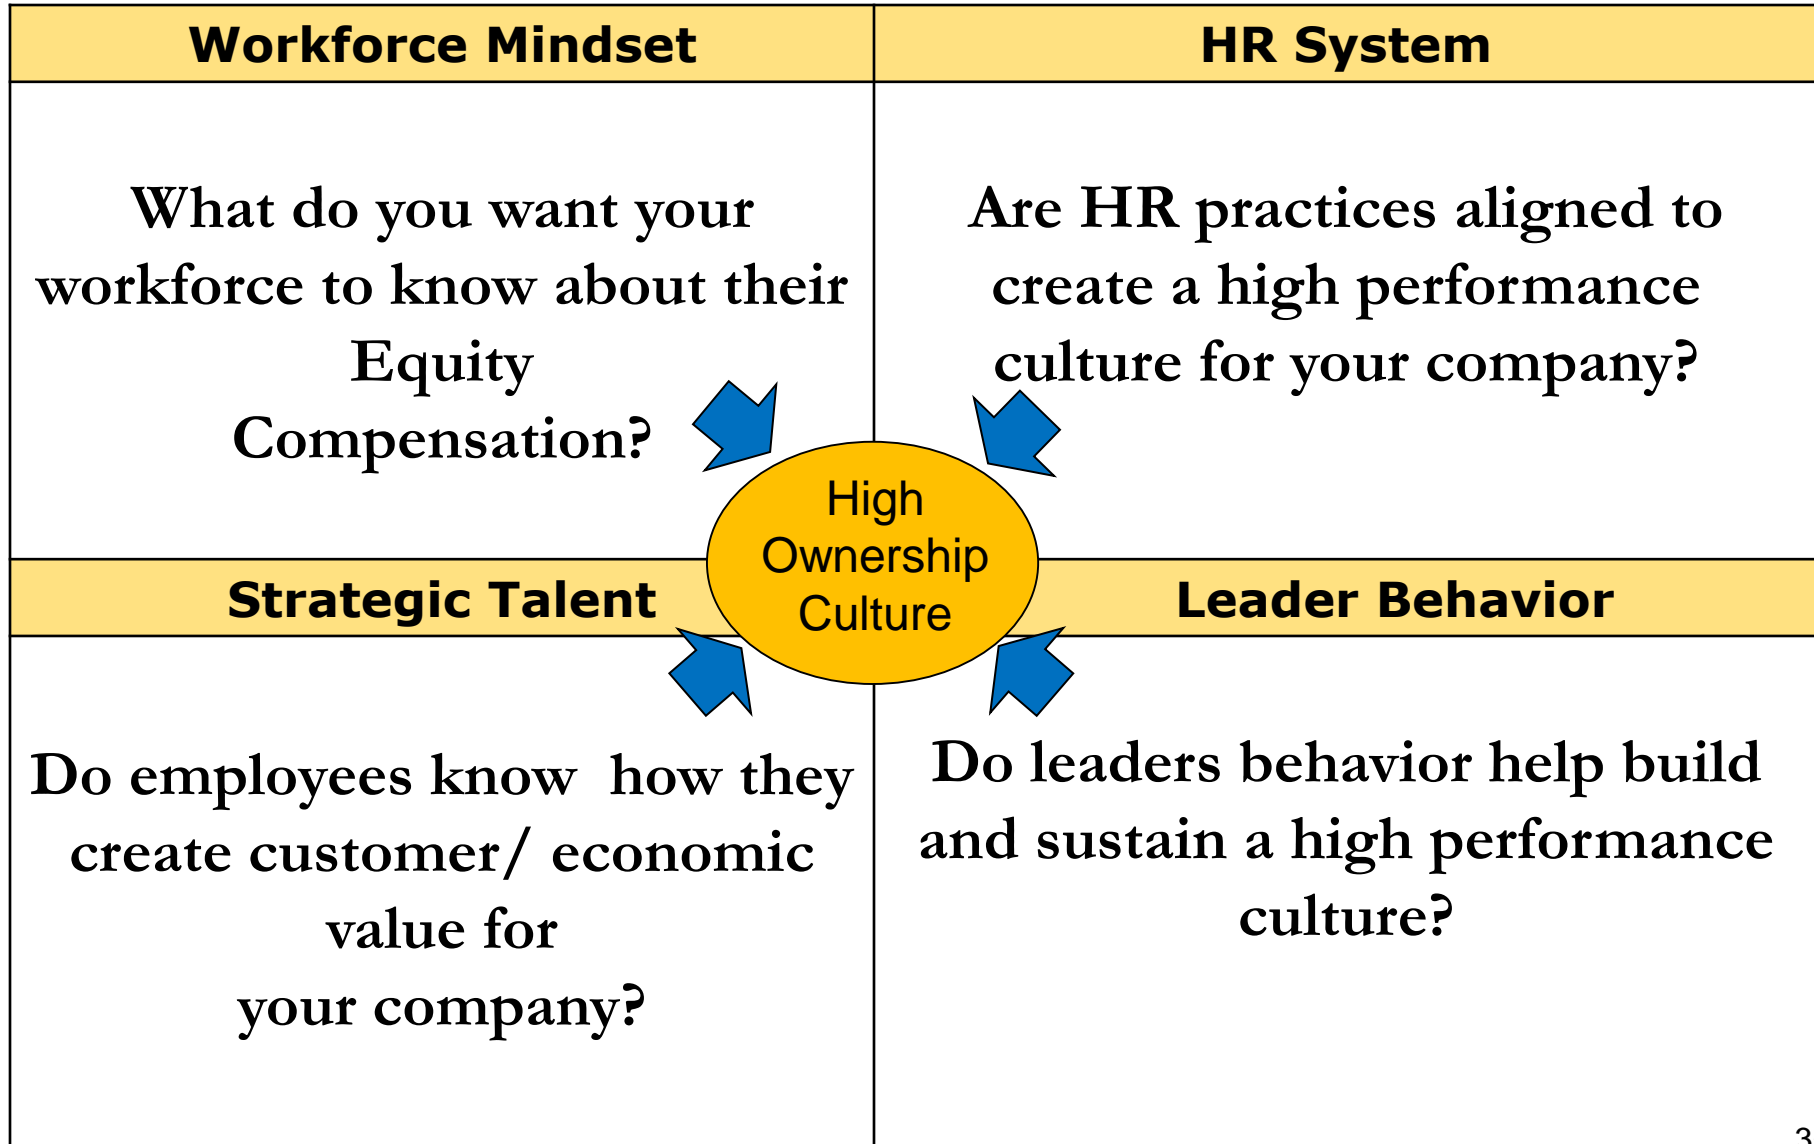 Workforce Mindset
HR System
What do you want your
workforce to know about their
Equity
Compensation?
Are HR practices aligned to
create a high performance
culture for your company?
High
Ownership
Culture
Strategic Talent
Leader Behavior
Do employees know  how they
create customer/ economic
value for
your company?
Do leaders behavior help build
and sustain a high performance
culture?
3